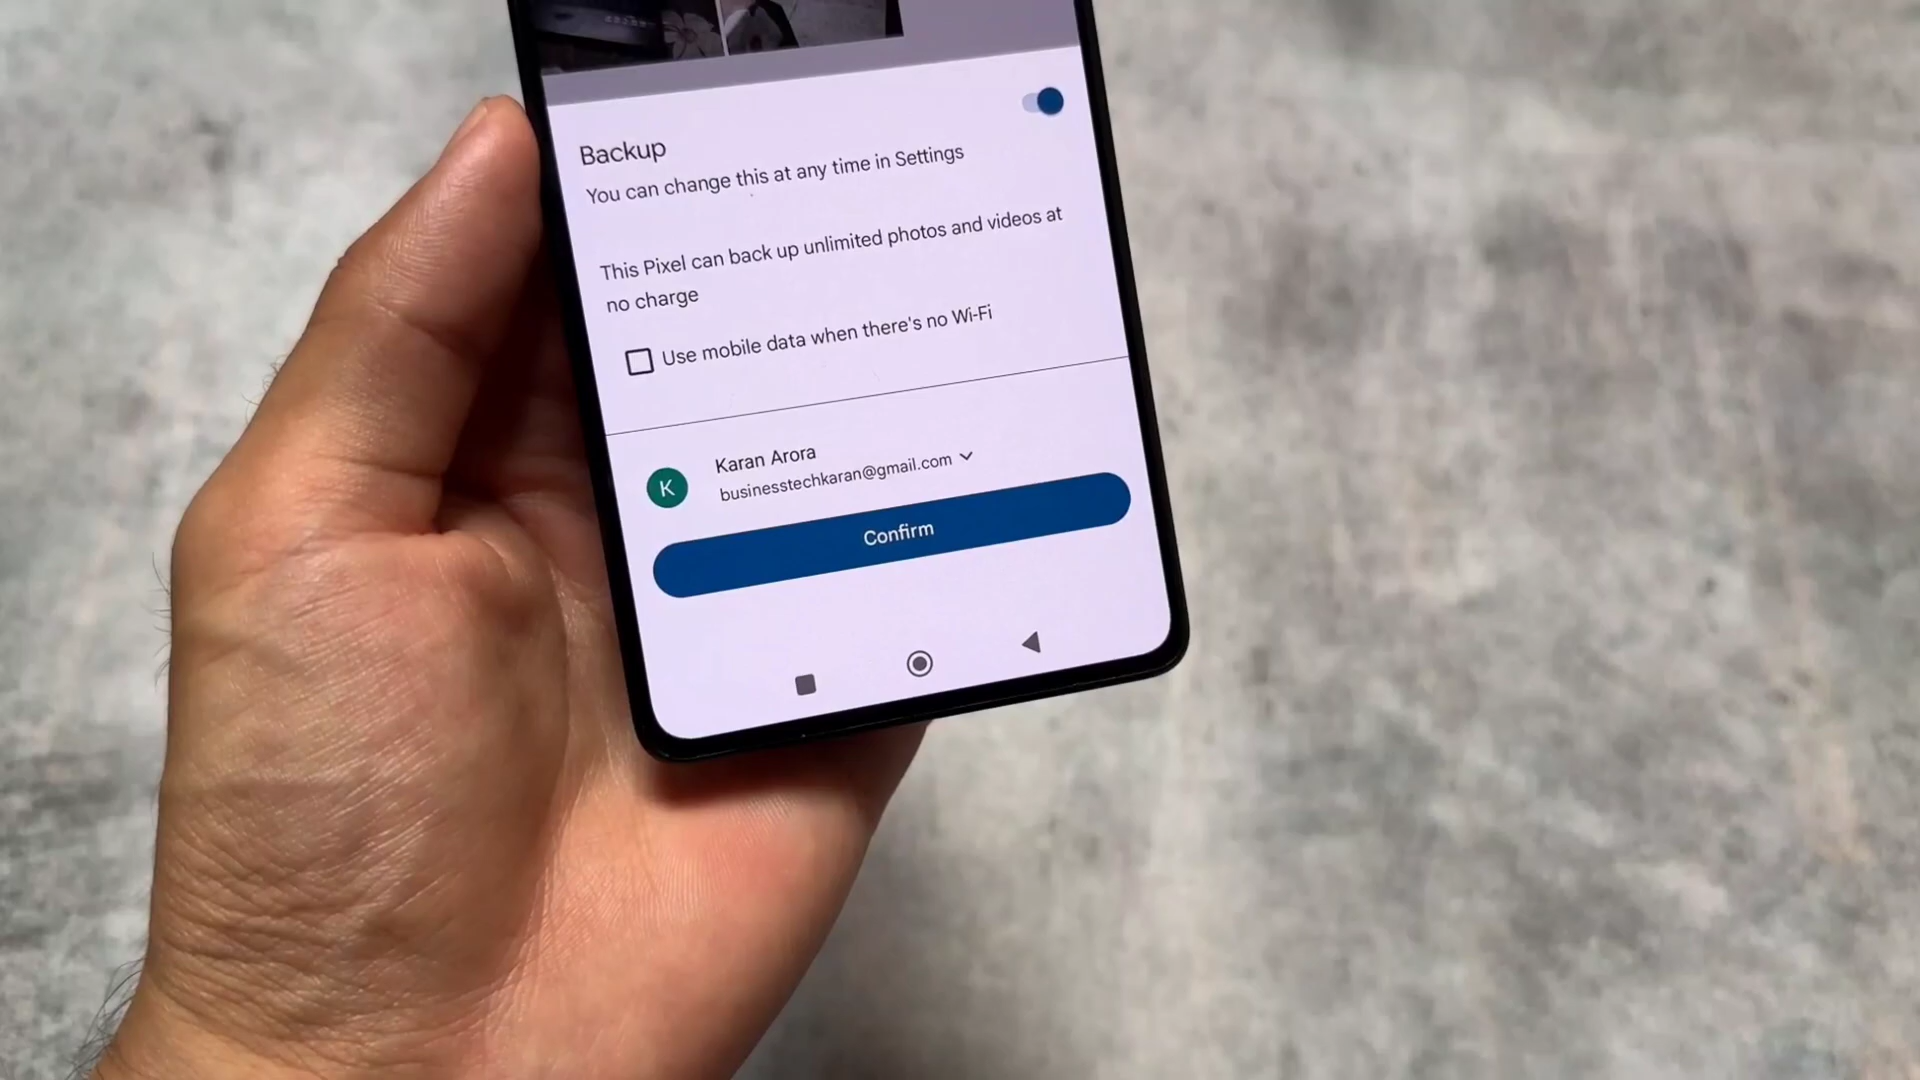 Backup
You can change this at any time in Settings
This Pixel can back up unlimited photos and videos at
no charge
Use mobile data when there's no Wi-Fi
K
Karan Arora
businesstechkaran@gmail.com
Confirm